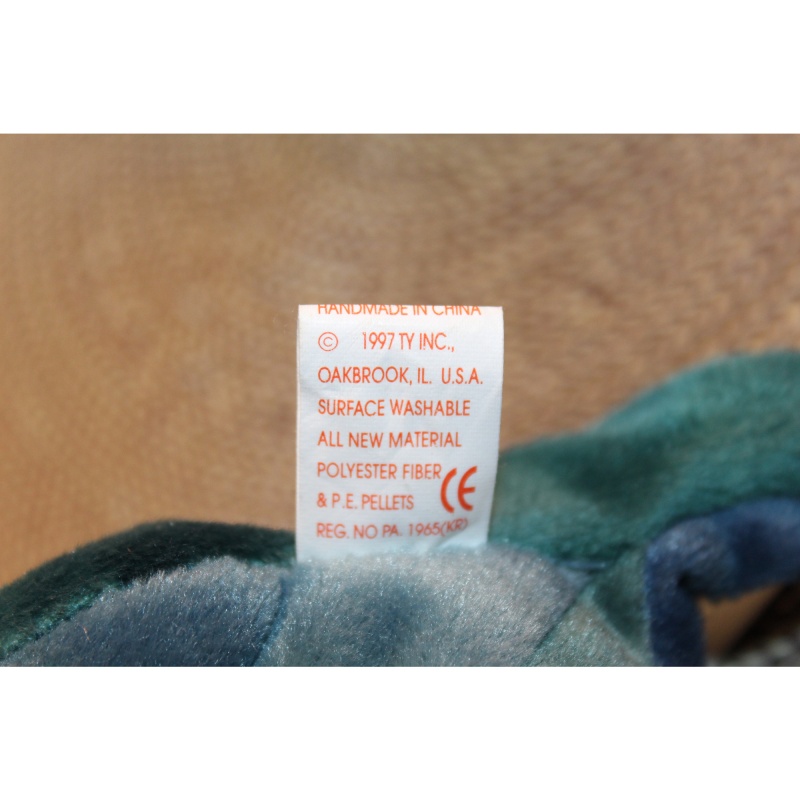 HANDMADE IN CHINA
© 1997 TY INC.,
OAKBROOK, IL. U.S.A.
SURFACE WASHABLE
ALL NEW MATERIAL
POLYESTER FIBER
& P.E. PELLETS CE
REG. NO PA. 1965(KR)